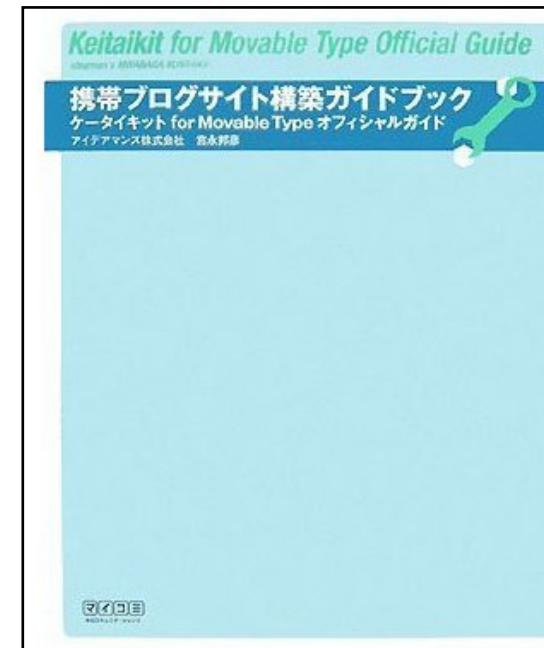 Keitaikit for Movable Type Official Guide
携帯ブログサイト構築ガイドブック
ケータイキット for Movable Type オフィシャルガイド
アイデアマンズ株式会社 宮永邦彦
マイコミ